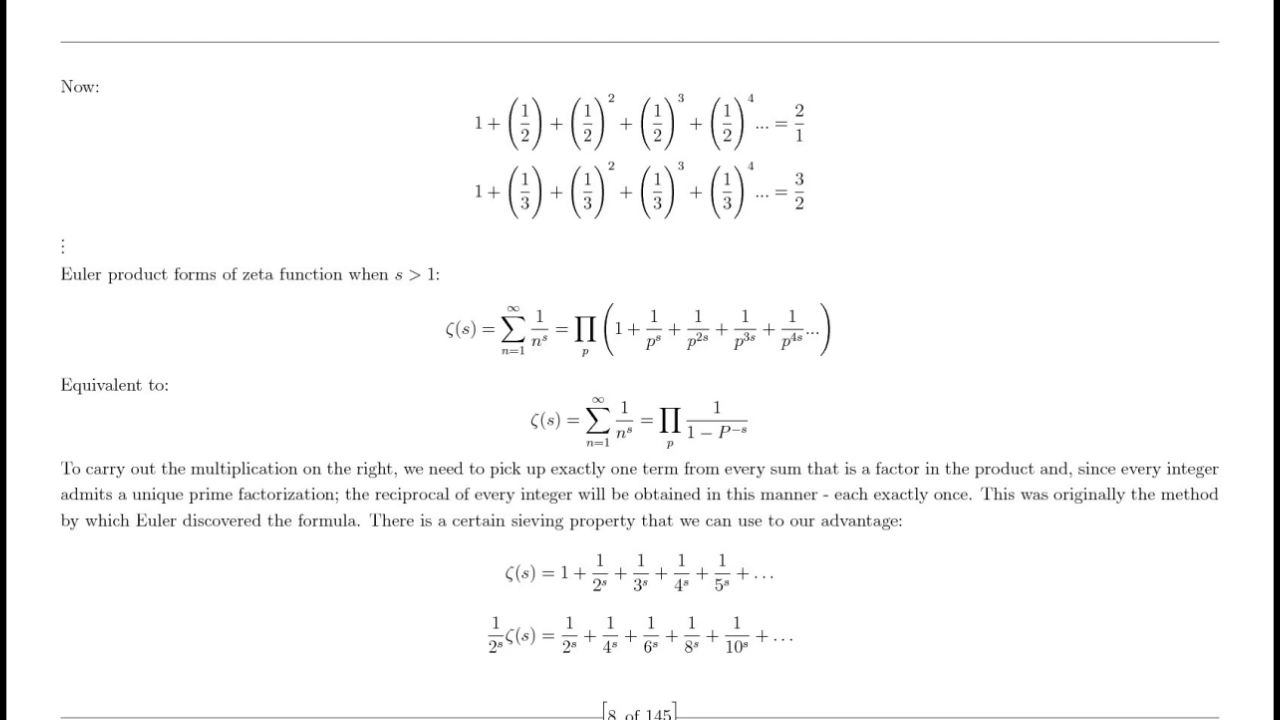 Now:
1 + (1/2) + (1/2)^2 + (1/2)^3 + (1/2)^4 ... = 2/1
1 + (1/3) + (1/3)^2 + (1/3)^3 + (1/3)^4 ... = 3/2
⋮
Euler product forms of zeta function when s > 1:
ζ(s) = ∑_{n=1}^{∞} 1/n^s = ∏_p (1 + 1/p^s + 1/p^{2s} + 1/p^{3s} + 1/p^{4s} ...)
Equivalent to:
ζ(s) = ∑_{n=1}^{∞} 1/n^s = ∏_p 1/(1 − P^{−s})
To carry out the multiplication on the right, we need to pick up exactly one term from every sum that is a factor in the product and, since every integer
admits a unique prime factorization; the reciprocal of every integer will be obtained in this manner - each exactly once. This was originally the method
by which Euler discovered the formula. There is a certain sieving property that we can use to our advantage:
ζ(s) = 1 + 1/2^s + 1/3^s + 1/4^s + 1/5^s + ...
1/2^s ζ(s) = 1/2^s + 1/4^s + 1/6^s + 1/8^s + 1/10^s + ...
[8 of 145]